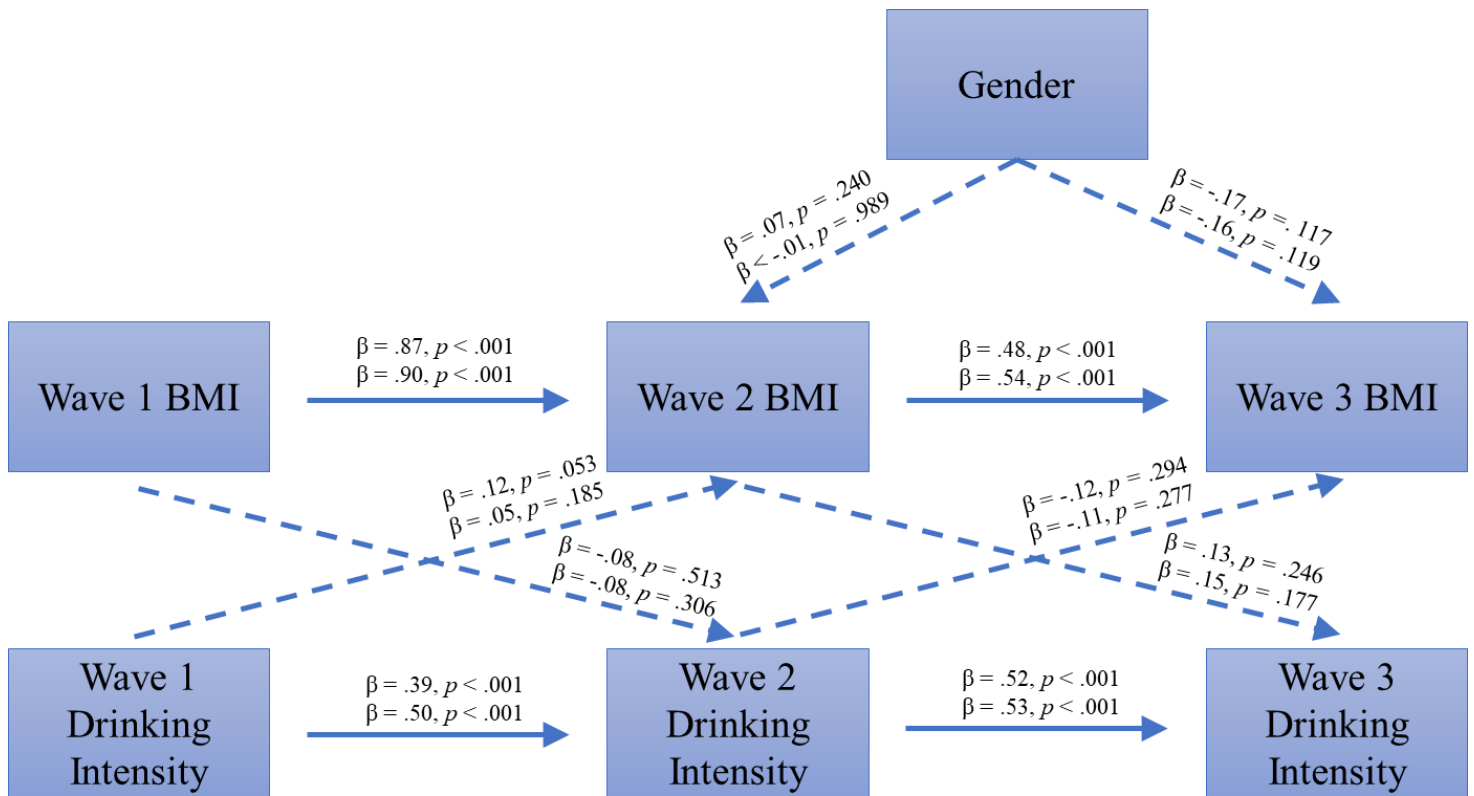 Gender
β = .07, p = .240
β < -.01, p = .989
β = -.17, p = . 117
β = -.16, p = .119
Wave 1 BMI
β = .87, p < .001
β = .90, p < .001
Wave 2 BMI
β = .48, p < .001
β = .54, p < .001
Wave 3 BMI
β = .12, p = .053
β = .05, p = .185
β = -.08, p = .513
β = -.08, p = .306
β = -.12, p = .294
β = -.11, p = .277
β = .13, p = .246
β = .15, p = .177
Wave 1
Drinking
Intensity
β = .39, p < .001
β = .50, p < .001
Wave 2
Drinking
Intensity
β = .52, p < .001
β = .53, p < .001
Wave 3
Drinking
Intensity